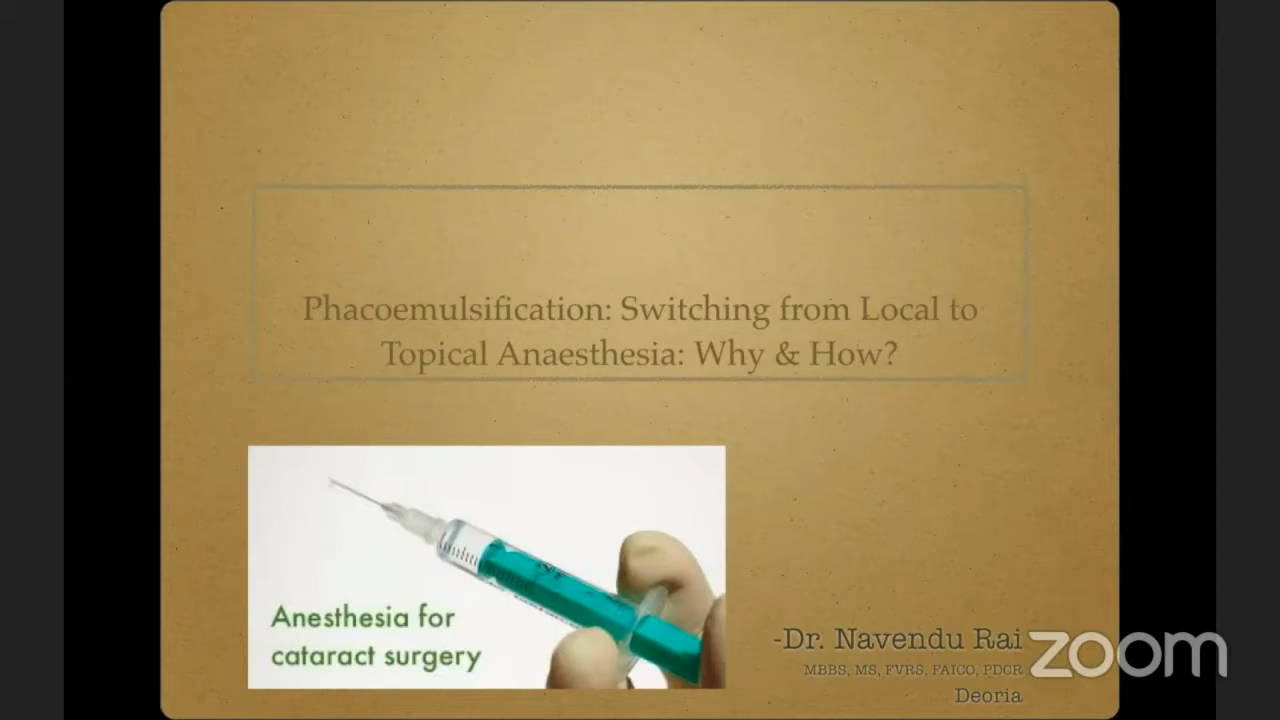 Phacoemulsification: Switching from Local to
Topical Anaesthesia: Why & How?
Anesthesia for
cataract surgery
-Dr. Navendu Rai
MBBS, MS, FVRS, FAICO, PDCR
Deoria
zoom